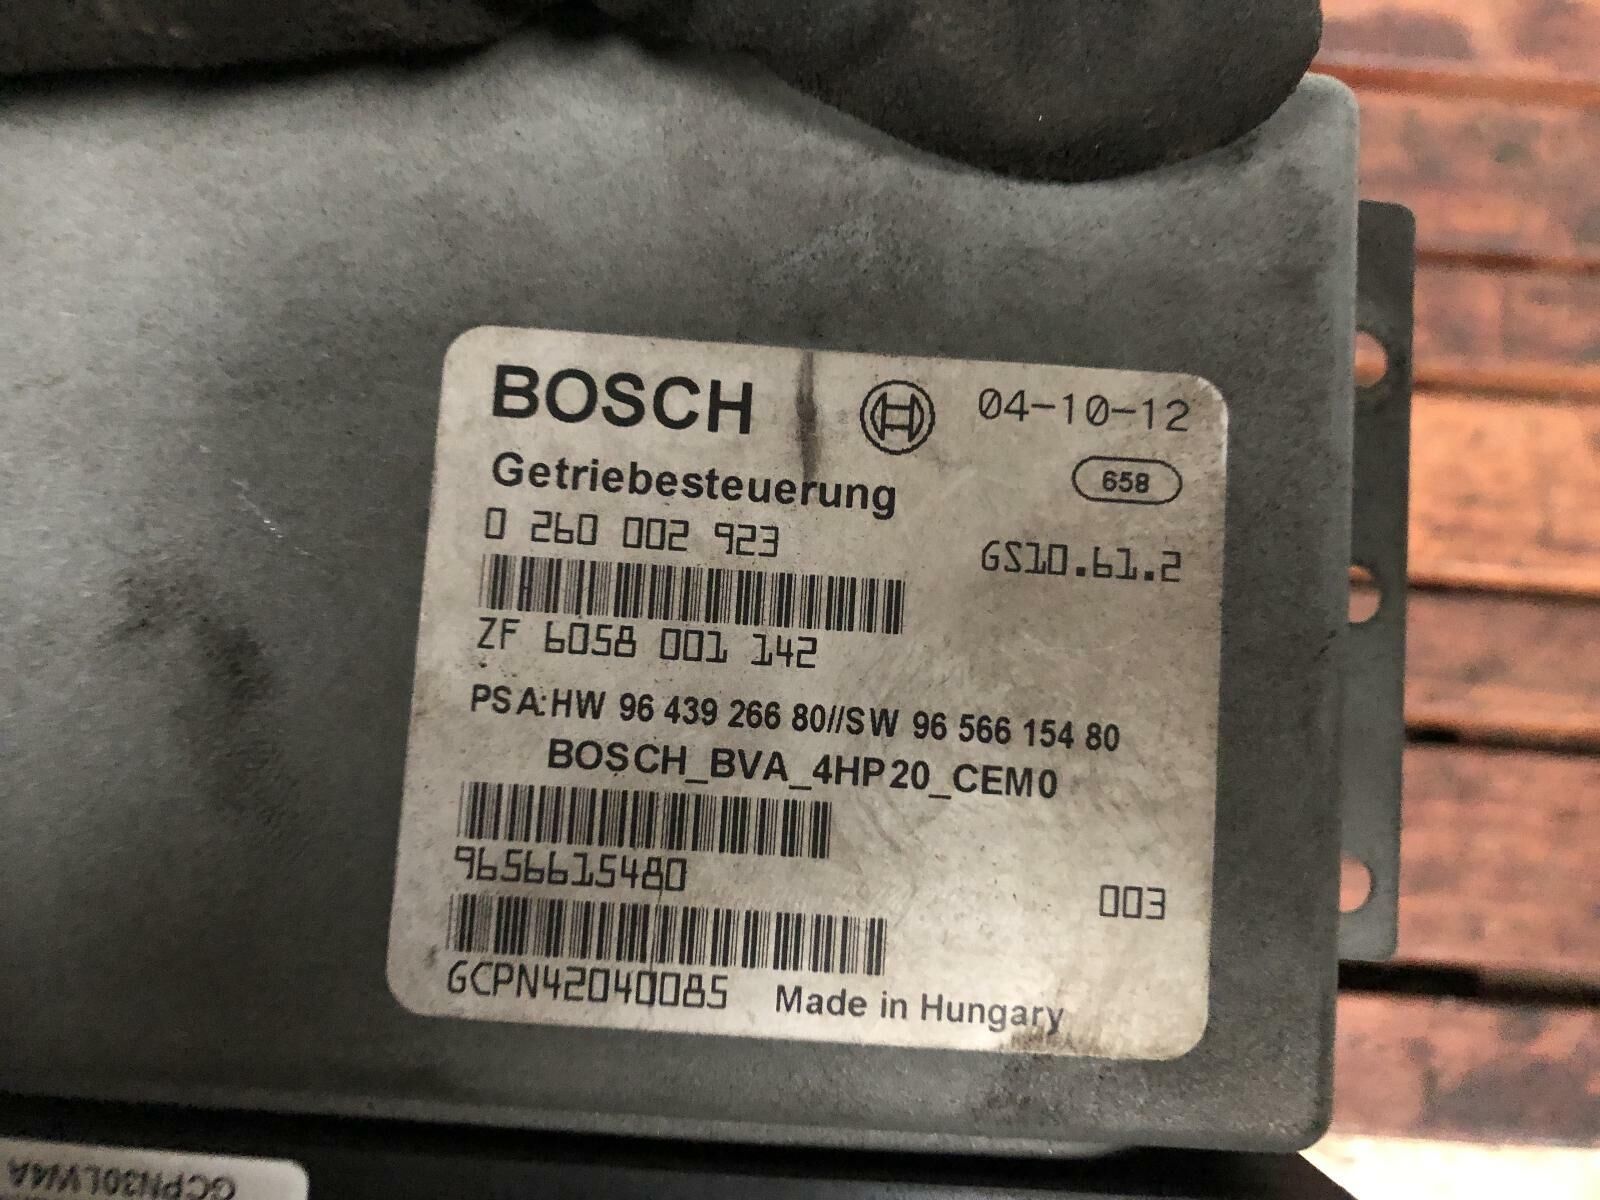 BOSCH
04-10-12
Getriebesteuerung
658
0 260 002 923
GS10.61.2
ZF 6058 001 142
PSA:HW 96 439 266 80//SW 96 566 154 80
BOSCH_BVA_4HP20_CEM0
9656615480
003
GCPN42040085
Made in Hungary
GCPN30LVV4A